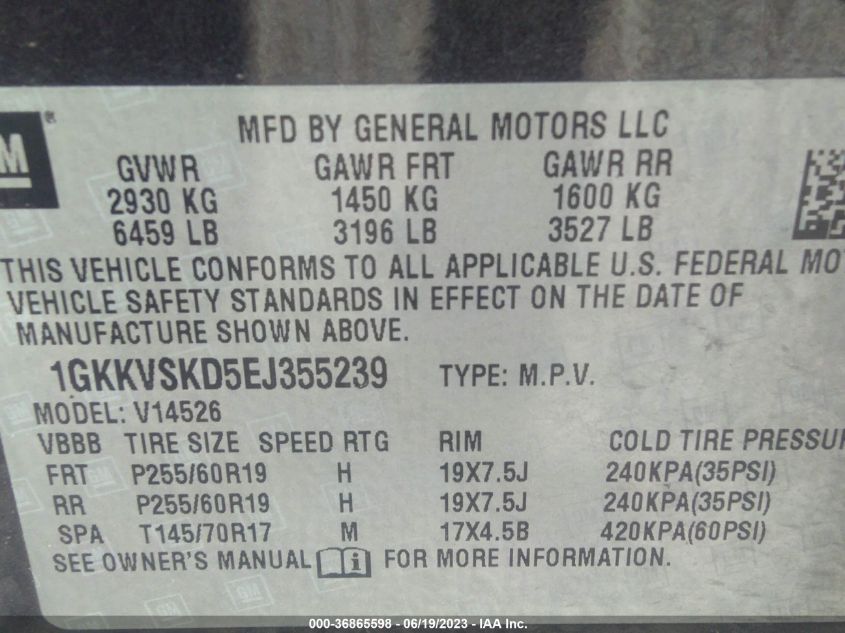 MFD BY GENERAL MOTORS LLC
GVWR GAWR FRT GAWR RR
2930 KG 1450 KG 1600 KG
6459 LB 3196 LB 3527 LB
THIS VEHICLE CONFORMS TO ALL APPLICABLE U.S. FEDERAL MO
VEHICLE SAFETY STANDARDS IN EFFECT ON THE DATE OF
MANUFACTURE SHOWN ABOVE.
1GKKVSKD5EJ355239 TYPE: M.P.V.
MODEL: V14526
VBBB TIRE SIZE SPEED RTG RIM COLD TIRE PRESSU
FRT P255/60R19 H 19X7.5J 240KPA(35PSI)
RR P255/60R19 H 19X7.5J 240KPA(35PSI)
SPA T145/70R17 M 17X4.5B 420KPA(60PSI)
SEE OWNER'S MANUAL FOR MORE INFORMATION.
000-36865598 - 06/19/2023 - IAA Inc.